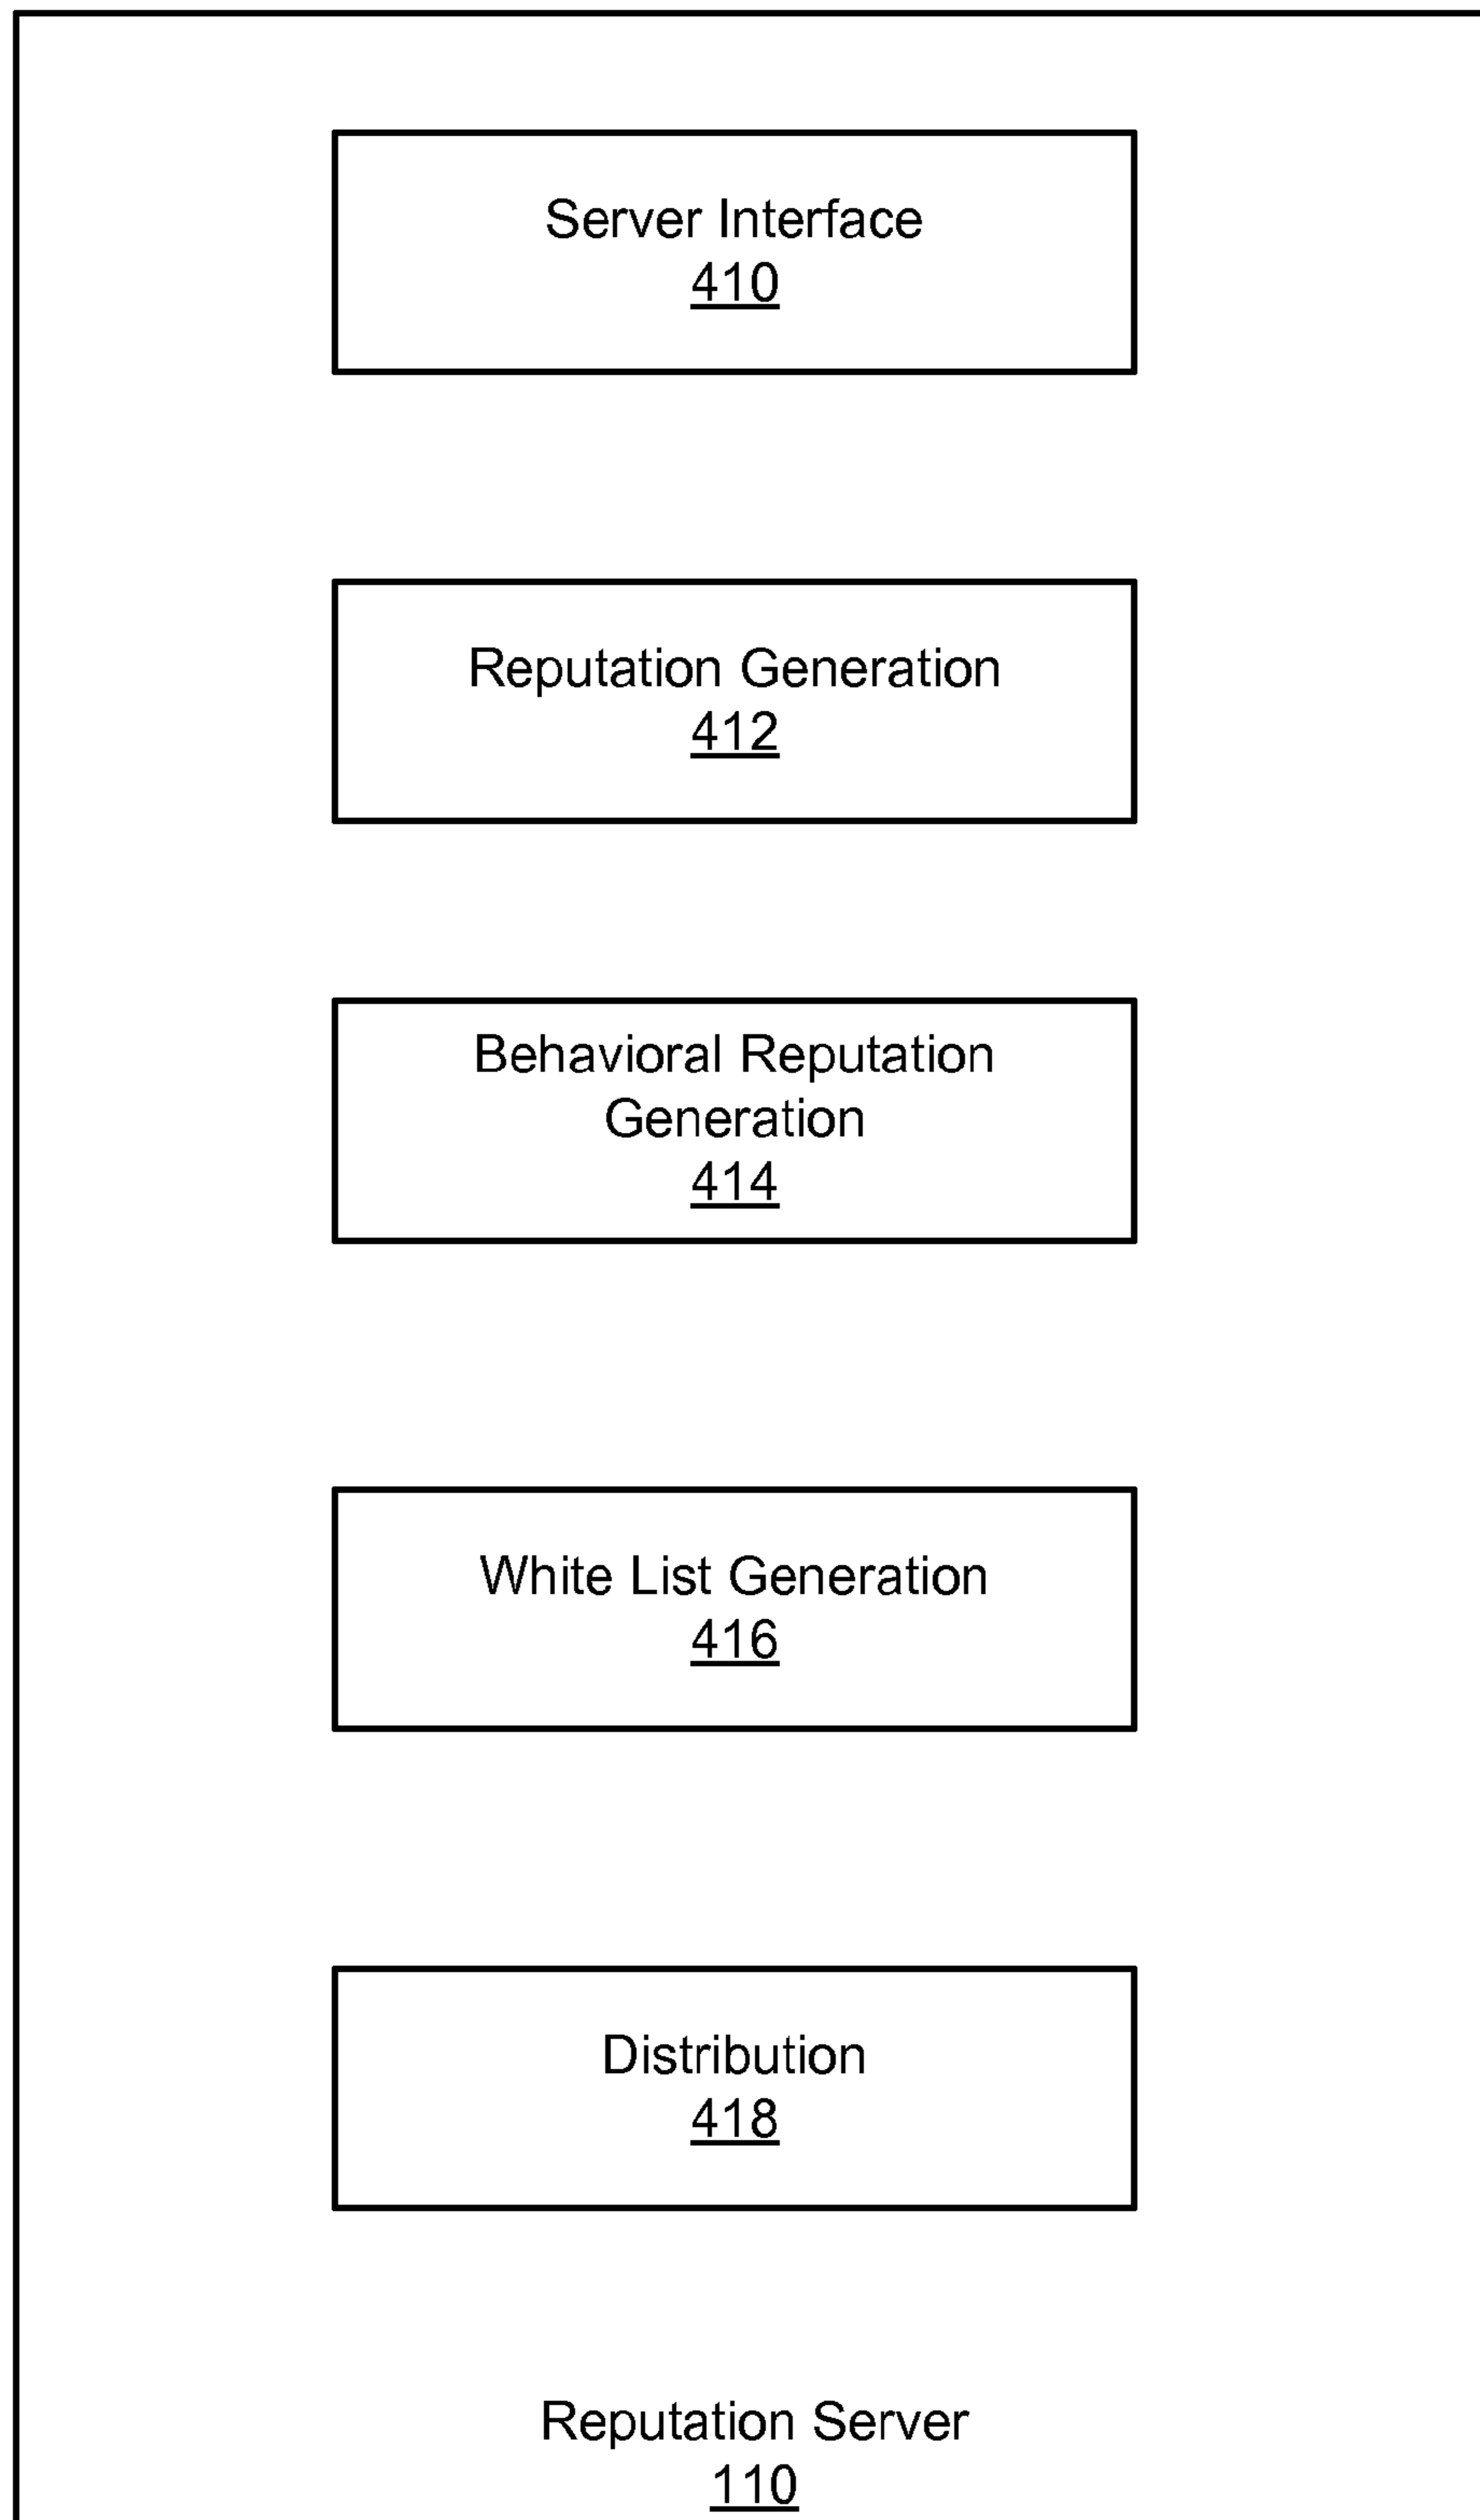 Server Interface
410
Reputation Generation
412
Behavioral Reputation
Generation
414
White List Generation
416
Distribution
418
Reputation Server
110